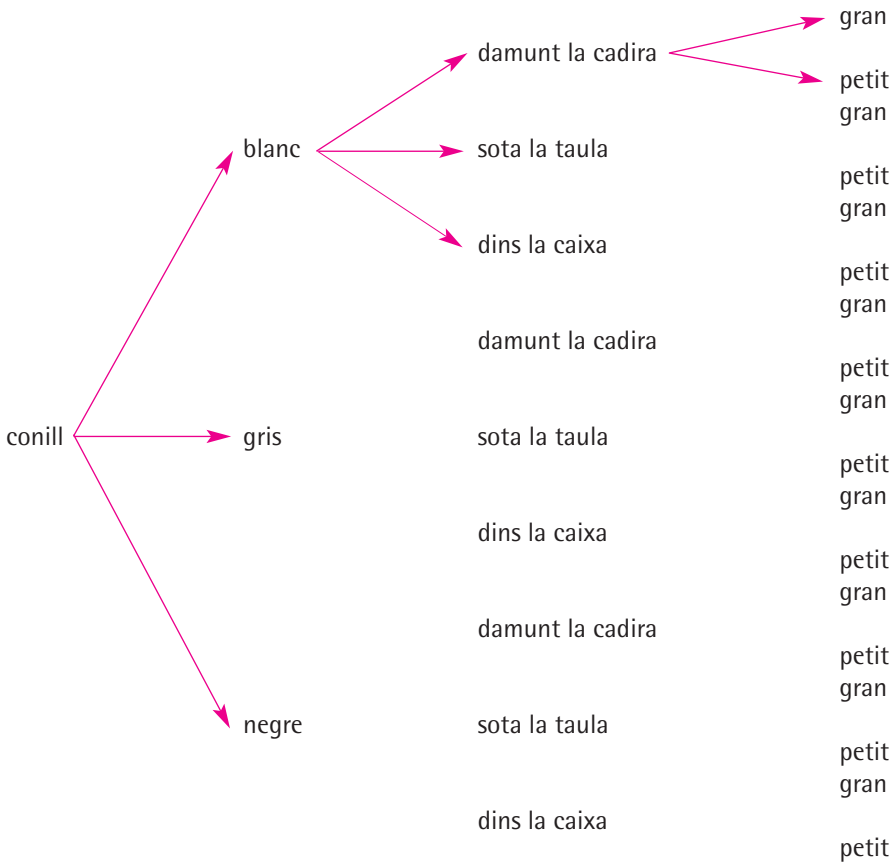 gran
damunt la cadira
petit
gran
blanc
sota la taula
petit
gran
dins la caixa
petit
gran
damunt la cadira
petit
gran
conill
gris
sota la taula
petit
gran
dins la caixa
petit
gran
damunt la cadira
petit
gran
negre
sota la taula
petit
gran
dins la caixa
petit